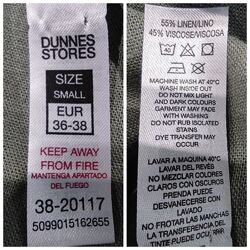 DUNNES
STORES
SIZE
SMALL
EUR
36-38
KEEP AWAY
FROM FIRE
MANTENGA APARTADO
DEL FUEGO
38-20117
5099015162655
55% LINEN/LINO
45% VISCOSE/VISCOSA
MACHINE WASH AT 40°C
WASH INSIDE OUT
DO NOT MIX LIGHT
AND DARK COLOURS
GARMENT MAY FADE
WITH WASHING
DO NOT RUB ISOLATED
STAINS
DYE TRANSFER MAY
OCCUR
LAVAR A MAQUINA 40°C
LAVAR DEL REVÉS
NO MEZCLAR COLORES
CLAROS CON OSCUROS
PRENDA PUEDE
DESVANECERSE CON
LAVADO
NO FROTAR LAS MANCHAS
LA TRANSFERENCIA
DE